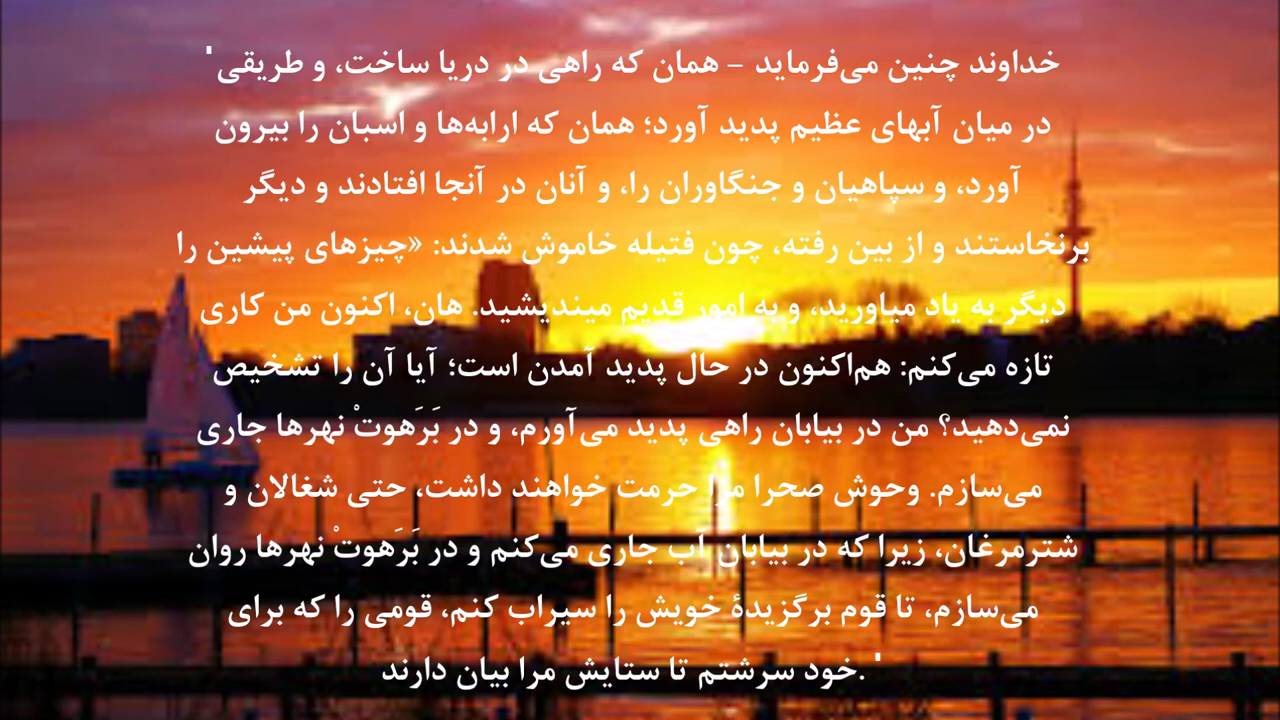 'خداوند چنین می‌فرماید – همان که راهی در دریا ساخت، و طریقی
در میان آبهای عظیم پدید آورد؛ همان که ارابه‌ها و اسبان را بیرون
آورد، و سپاهیان و جنگاوران را، و آنان در آنجا افتادند و دیگر
برنخاستند و از بین رفته، چون فتیله خاموش شدند: «چیزهای پیشین را
دیگر به یاد میاورید، و به امور قدیم میندیشید. هان، اکنون من کاری
تازه می‌کنم: هم‌اکنون در حال پدید آمدن است؛ آیا آن را تشخیص
نمی‌دهید؟ من در بیابان راهی پدید می‌آورم، و در بَرَهوتْ نهرها جاری
می‌سازم. وحوش صحرا مرا حرمت خواهند داشت، حتی شغالان و
شترمرغان، زیرا که در بیابان آب جاری می‌کنم و در بَرَهوتْ نهرها روان
می‌سازم، تا قوم برگزیدۀ خویش را سیراب کنم، قومی را که برای
خود سرشتم تا ستایش مرا بیان دارند.'